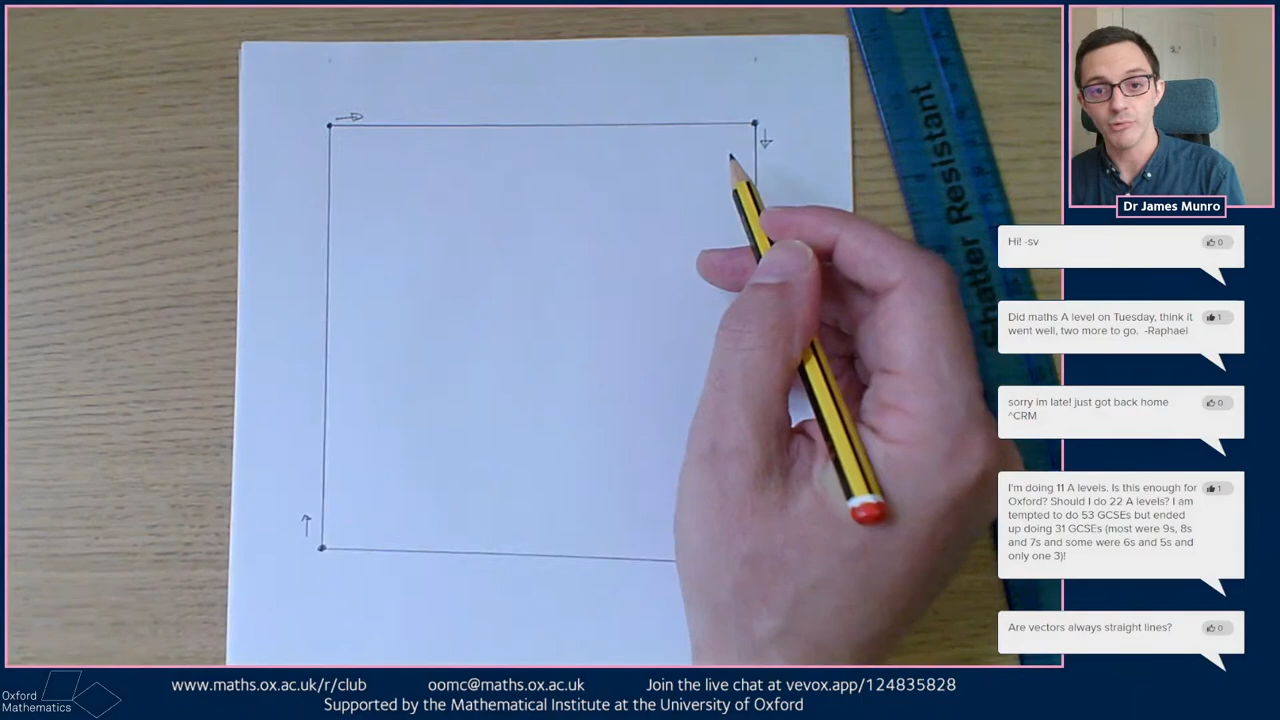 Shatter Resistant
Dr James Munro
Hi! -sv
0
Did maths A level on Tuesday, think it
went well, two more to go. -Raphael
1
sorry im late! just got back home
^CRM
0
I'm doing 11 A levels. Is this enough for
Oxford? Should I do 22 A levels? I am
tempted to do 53 GCSEs but ended
up doing 31 GCSEs (most were 9s, 8s
and 7s and some were 6s and 5s and
only one 3)!
1
Are vectors always straight lines?
0
Oxford
Mathematics
www.maths.ox.ac.uk/r/club
oomc@maths.ox.ac.uk
Join the live chat at vevox.app/124835828
Supported by the Mathematical Institute at the University of Oxford